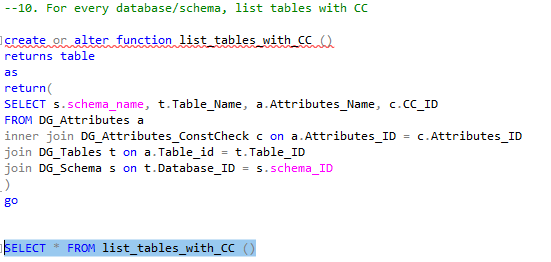 --10. For every database/schema, list tables with CC
create or alter function list_tables_with_CC ()
returns table
as
return(
SELECT s.schema_name, t.Table_Name, a.Attributes_Name, c.CC_ID
FROM DG_Attributes a
inner join DG_Attributes_ConstCheck c on a.Attributes_ID = c.Attributes_ID
join DG_Tables t on a.Table_id = t.Table_ID
join DG_Schema s on t.Database_ID = s.schema_ID
)
go
SELECT * FROM list_tables_with_CC ()